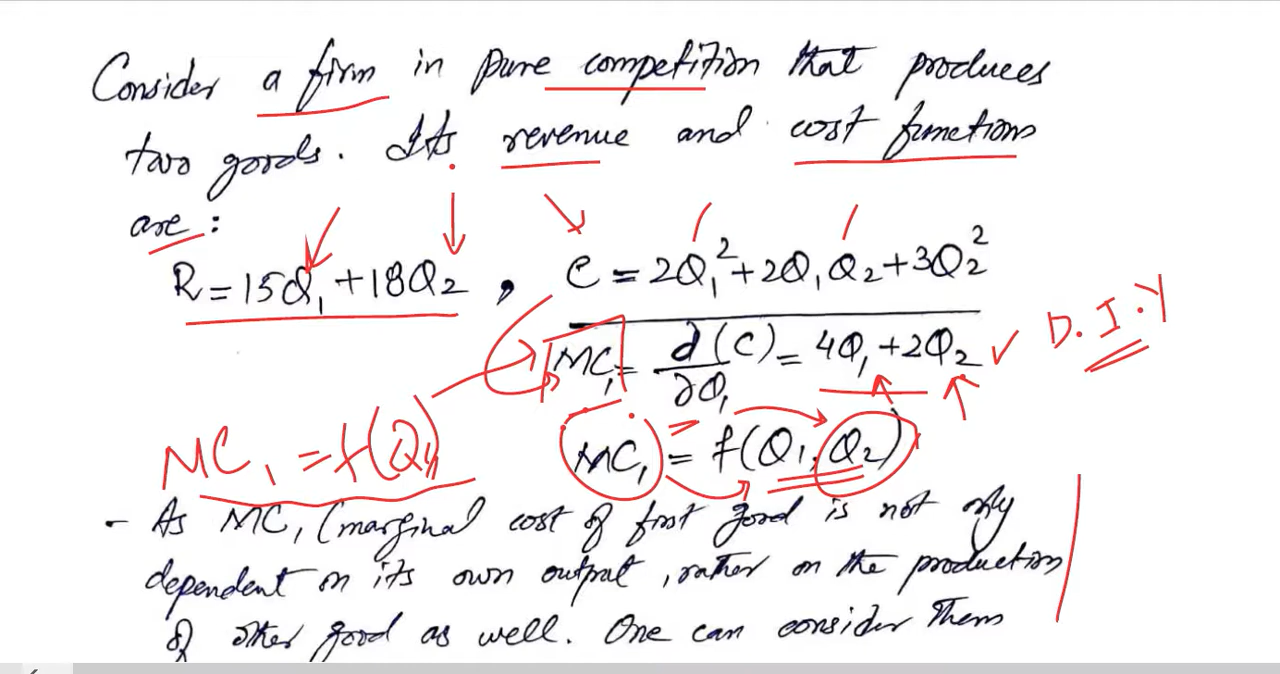 Consider a firm in pure competition that produces
two goods. Its revenue and cost functions
are :
R = 15Q₁ + 18Q₂ , C = 2Q₁² + 2Q₁Q₂ + 3Q₂²
MC₁ = ∂(C)/∂Q₁ = 4Q₁ + 2Q₂ ✓ D.I.Y
MC₁ = f(Q₁) MC₁ = f(Q₁, Q₂)
- As MC₁ (marginal cost of first good is not only
dependent on its own output, rather on the production
of other good as well. One can consider them